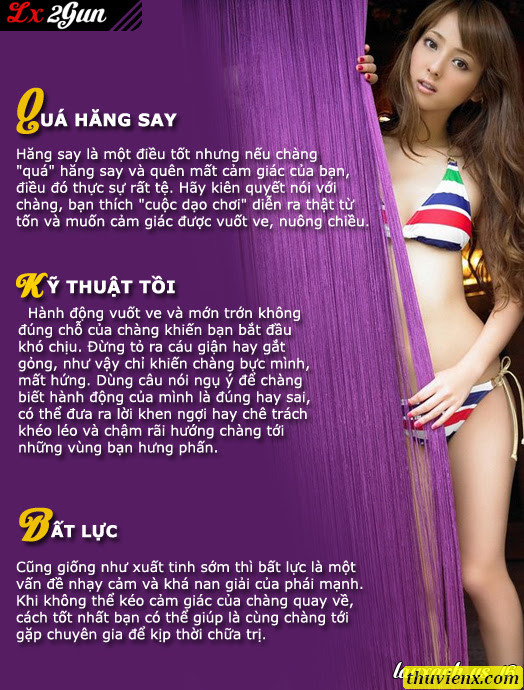 Lx 2Gun
QUÁ HĂNG SAY
Hăng say là một điều tốt nhưng nếu chàng
"quá" hăng say và quên mất cảm giác của bạn,
điều đó thực sự rất tệ. Hãy kiên quyết nói với
chàng, bạn thích "cuộc dạo chơi" diễn ra thật từ
tốn và muốn cảm giác được vuốt ve, nuông chiều.
KỸ THUẬT TỒI
Hành động vuốt ve và mớn trớn không
đúng chỗ của chàng khiến bạn bắt đầu
khó chịu. Đừng tỏ ra cáu giận hay gắt
gỏng, như vậy chỉ khiến chàng bực mình,
mất hứng. Dùng câu nói ngụ ý để chàng
biết hành động của mình là đúng hay sai,
có thể đưa ra lời khen ngợi hay chê trách
khéo léo và chậm rãi hướng chàng tới
những vùng bạn hưng phấn.
BẤT LỰC
Cũng giống như xuất tinh sớm thì bất lực là một
vấn đề nhạy cảm và khá nan giải của phái mạnh.
Khi không thể kéo cảm giác của chàng quay về,
cách tốt nhất bạn có thể giúp là cùng chàng tới
gặp chuyên gia để kịp thời chữa trị.
thuvienx.com